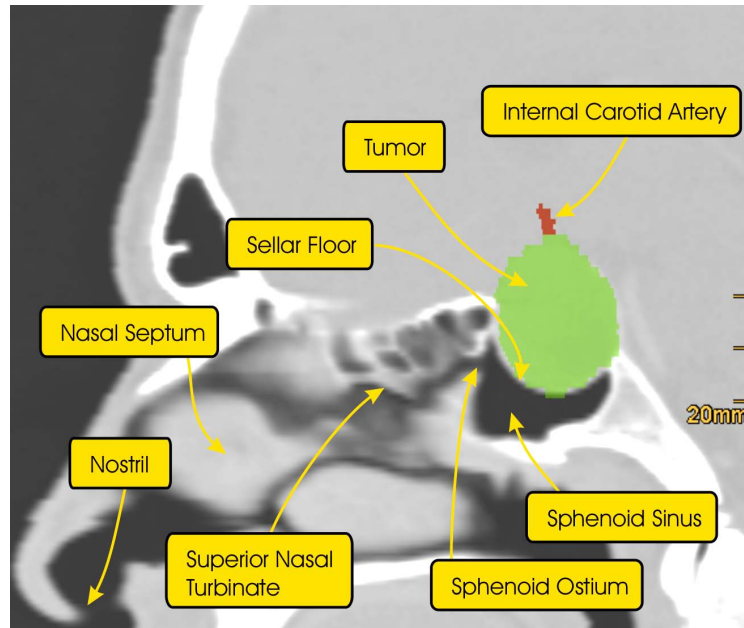 Internal Carotid Artery
Tumor
Sellar Floor
Nasal Septum
20mm
Nostril
Sphenoid Sinus
Superior Nasal
Turbinate
Sphenoid Ostium